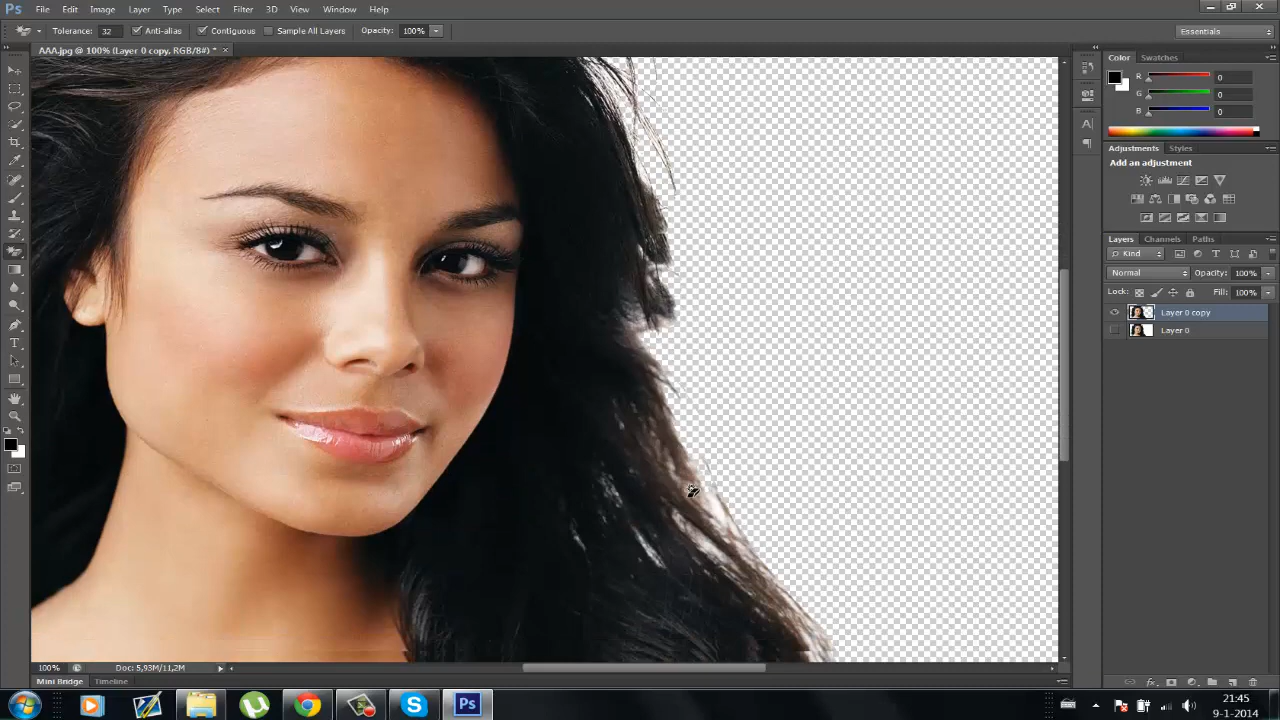 Ps File Edit Image Layer Type Select Filter 3D View Window Help
Tolerance: 32 Anti-alias Contiguous Sample All Layers Opacity: 100% Essentials
AAA.jpg @ 100% (Layer 0 copy, RGB/8#) * ×
Color Swatches
R 0
G 0
B 0
Adjustments Styles
Add an adjustment
Layers Channels Paths
Kind
Normal Opacity: 100%
Lock: Fill: 100%
Layer 0 copy
Layer 0
100% Doc: 5,93M/11,2M
Mini Bridge Timeline
Ps
21:45
9-1-2014